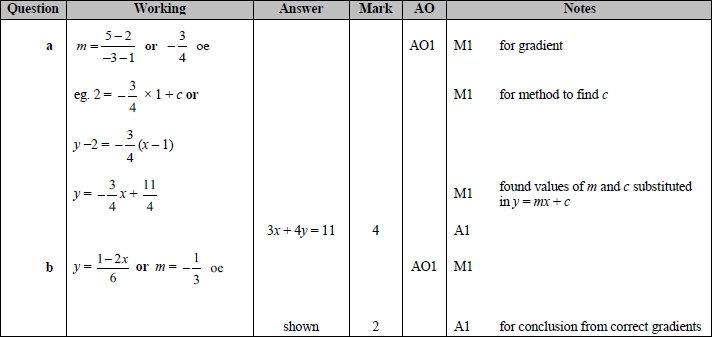 Question Working Answer Mark AO Notes
a m = (5 − 2)/(−3 − 1) or −3/4 oe AO1 M1 for gradient
eg. 2 = −3/4 × 1 + c or M1 for method to find c
y −2 = −3/4 (x − 1)
y = −3/4 x + 11/4 M1 found values of m and c substituted
in y = mx + c
3x + 4y = 11 4 A1
b y = (1−2x)/6 or m = −1/3 oe AO1 M1
shown 2 A1 for conclusion from correct gradients